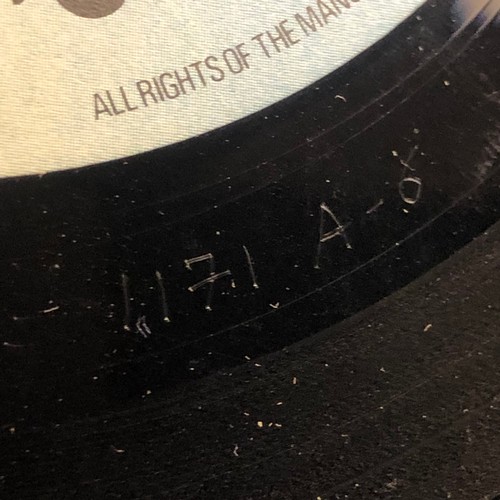 ALL RIGHTS OF THE MANU
1171 A-6